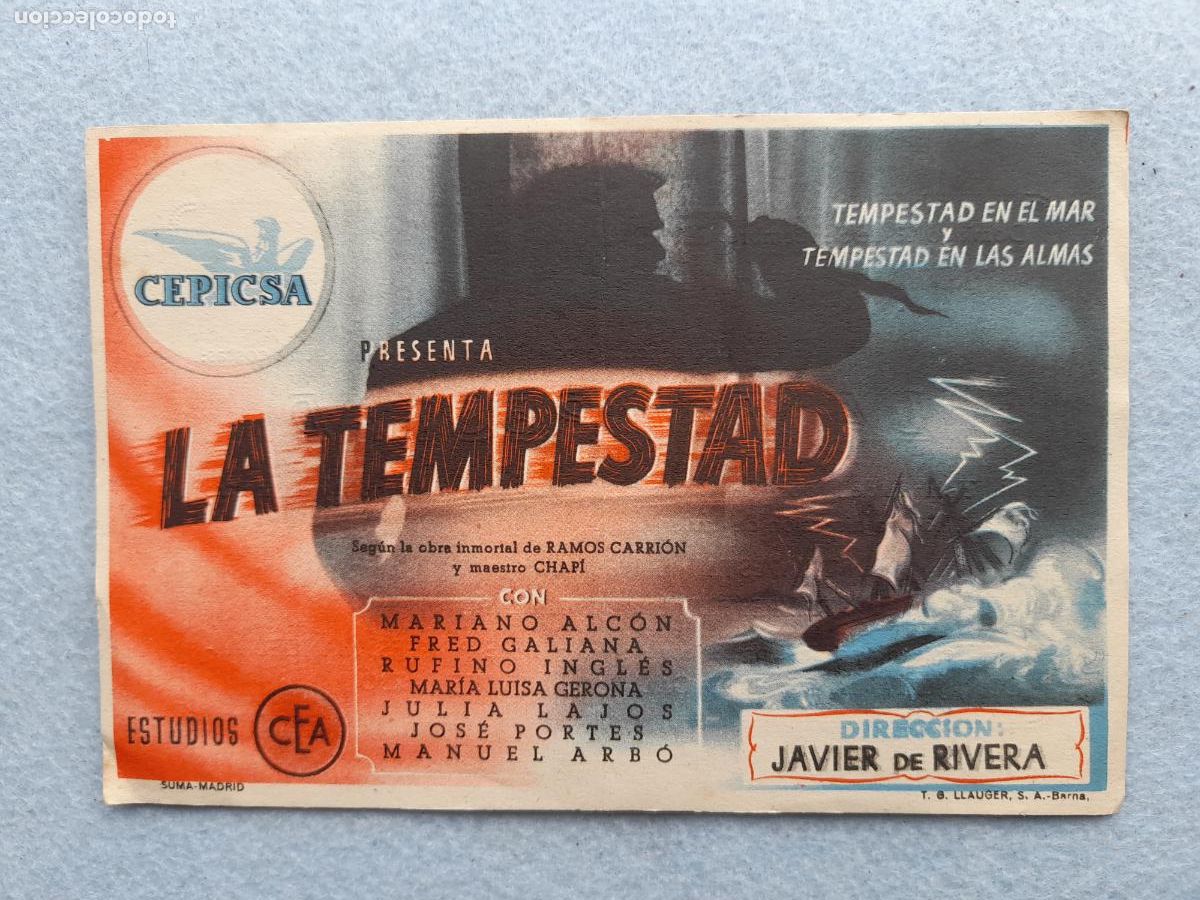 todocoleccion
CEPICSA
TEMPESTAD EN EL MAR
y
TEMPESTAD EN LAS ALMAS
PRESENTA
LA TEMPESTAD
Según la obra inmortal de RAMOS CARRIÓN
y maestro CHAPÍ
CON
MARIANO ALCÓN
FRED GALIANA
RUFINO INGLÉS
MARÍA LUISA GERONA
JULIA LAJOS
JOSÉ PORTES
MANUEL ARBÓ
ESTUDIOS CEA
DIRECCION:
JAVIER DE RIVERA
SUMA-MADRID
T. G. LLAUGER, S. A.-Barna.